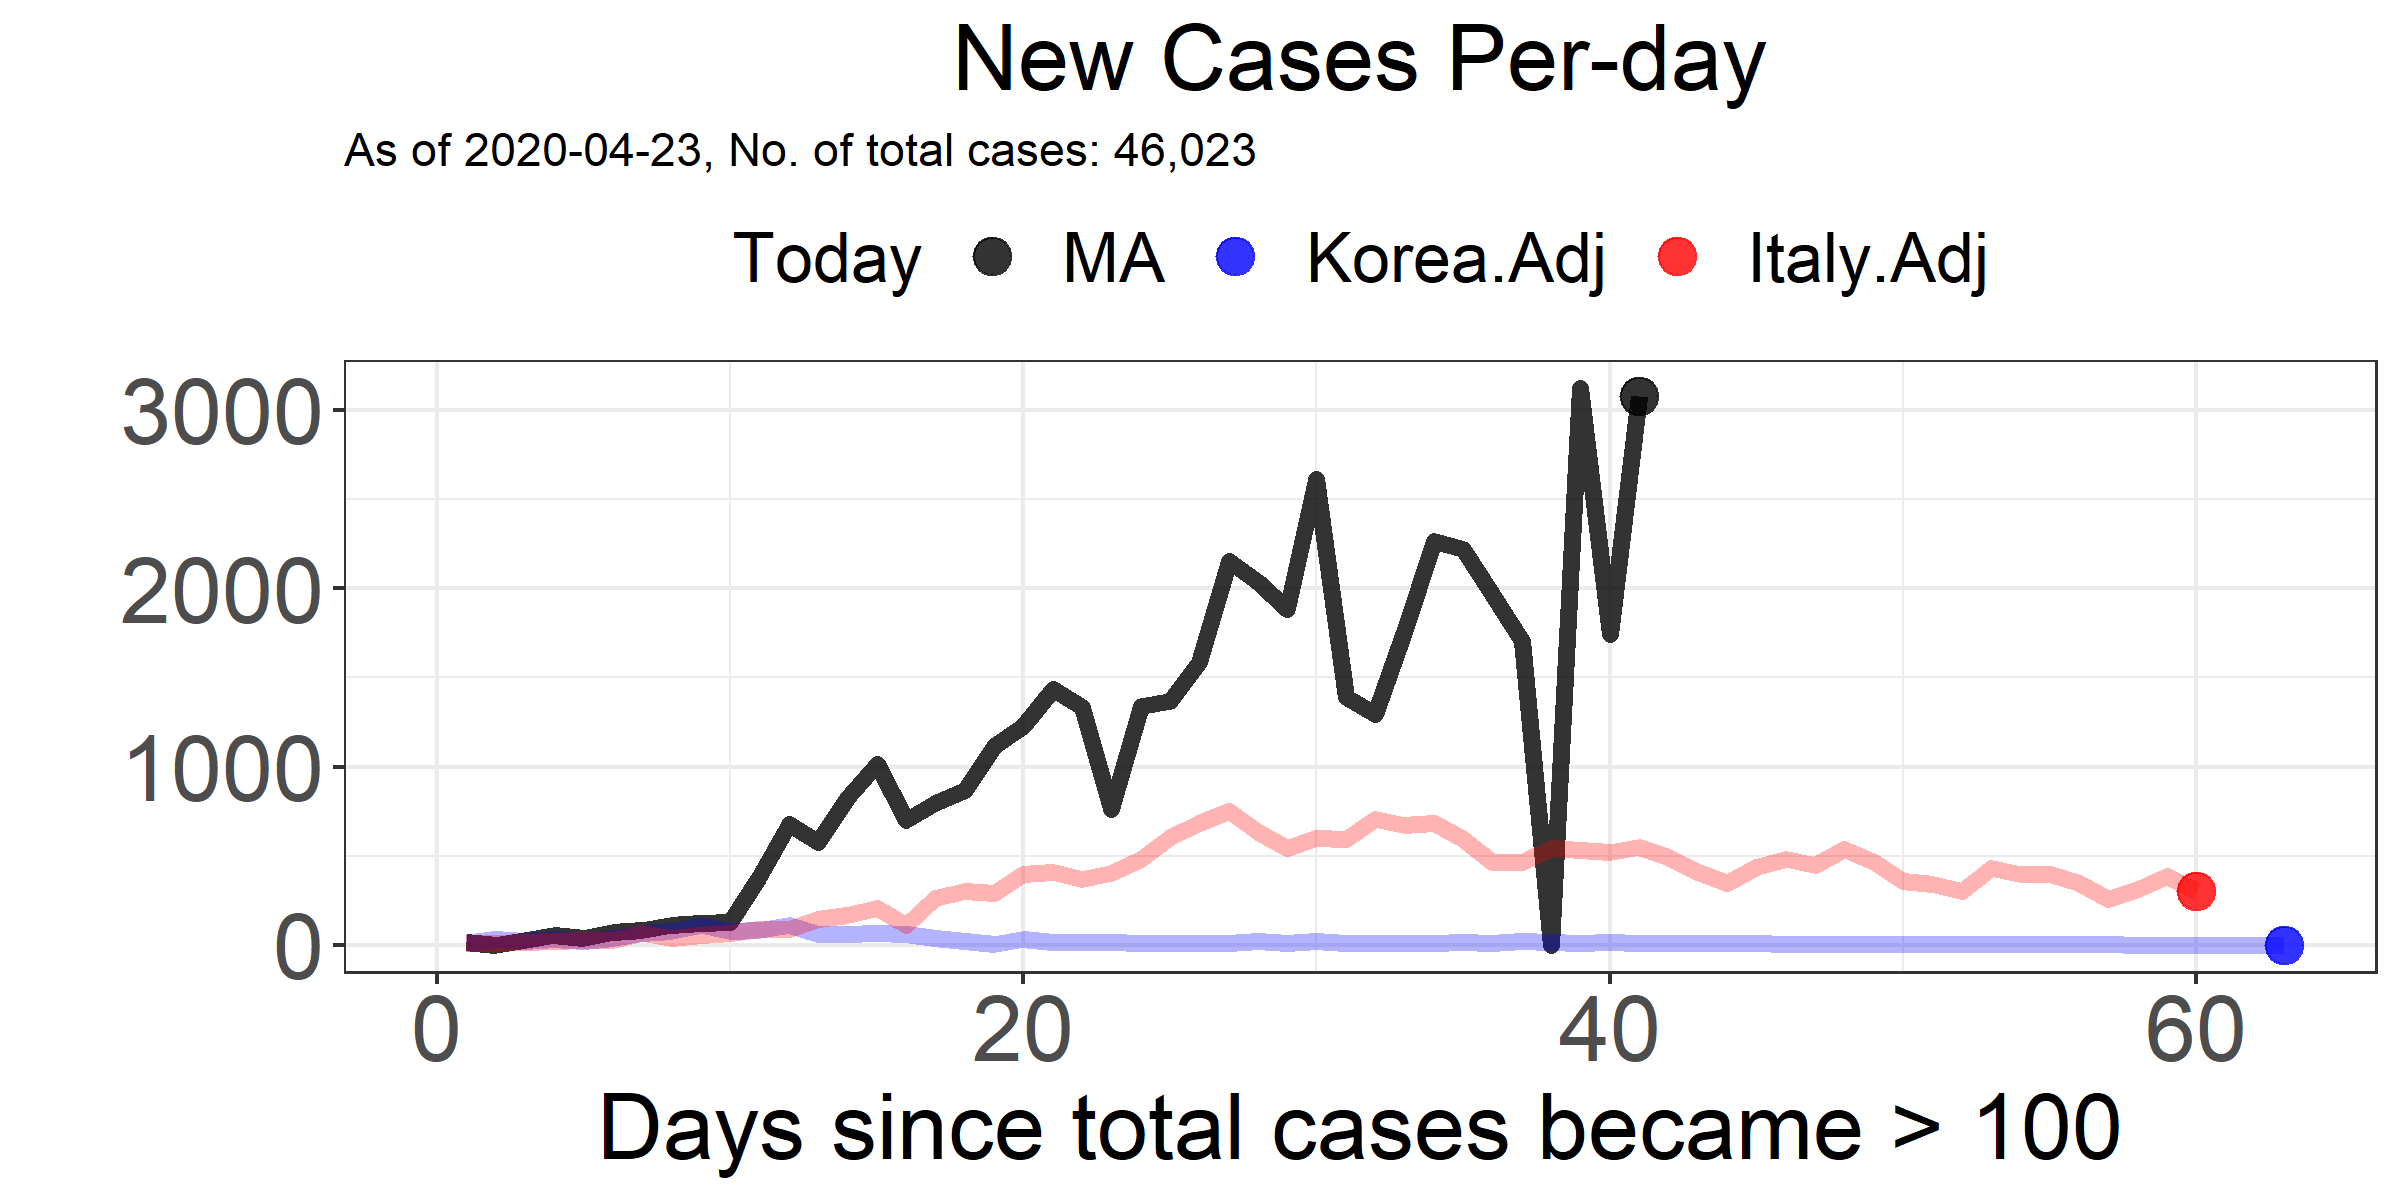 New Cases Per-day
As of 2020-04-23, No. of total cases: 46,023
Today MA Korea.Adj Italy.Adj
3000
2000
1000
0
0 20 40 60
Days since total cases became > 100